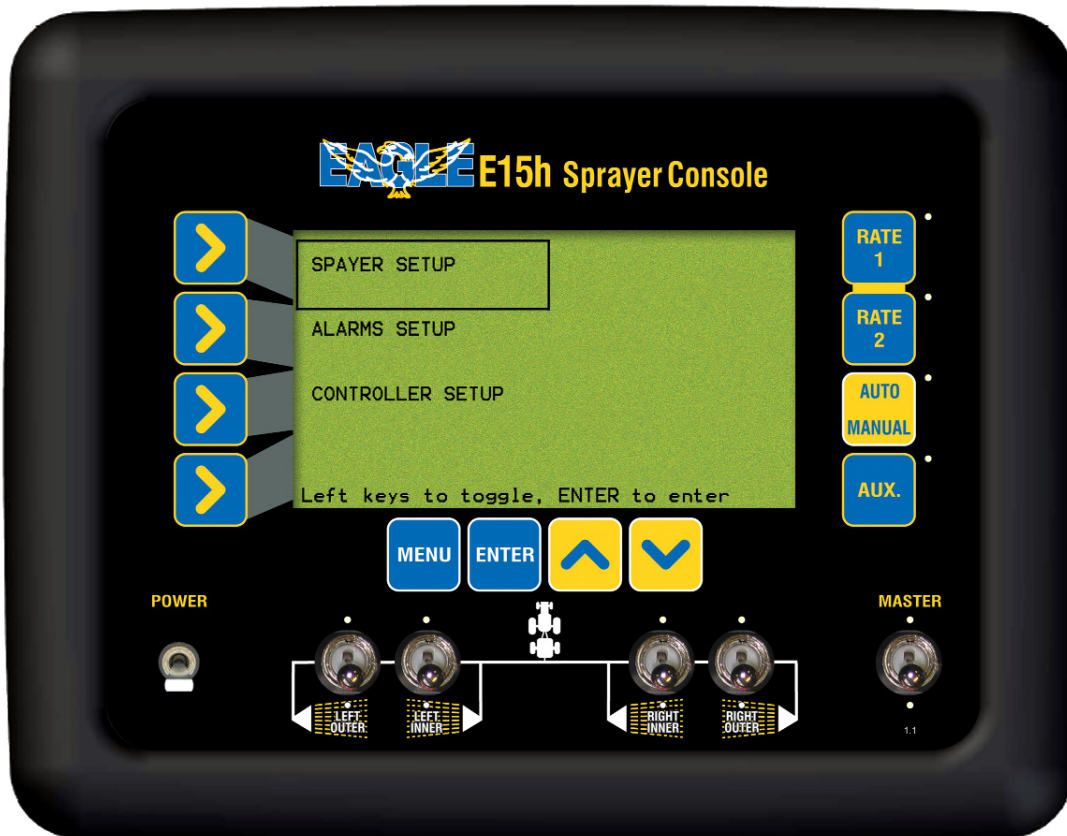 EAGLE E15h Sprayer Console
SPAYER SETUP
ALARMS SETUP
CONTROLLER SETUP
Left keys to toggle, ENTER to enter
RATE
1
RATE
2
AUTO
MANUAL
AUX.
MENU
ENTER
POWER
MASTER
LEFT
OUTER
LEFT
INNER
RIGHT
INNER
RIGHT
OUTER
1.1